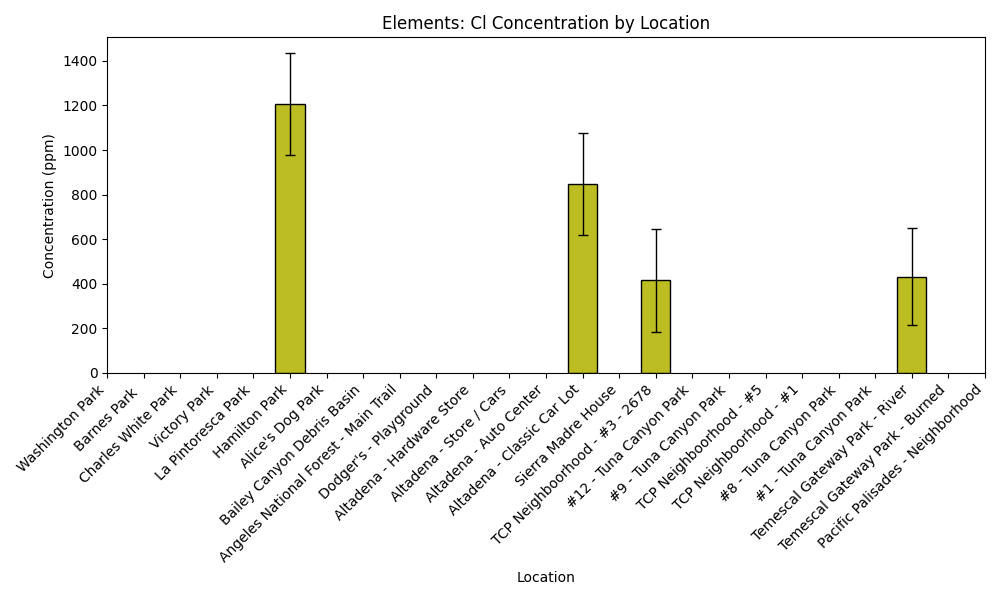 Elements: Cl Concentration by Location
Concentration (ppm)
1400
1200
1000
800
600
400
200
0
Washington Park
Barnes Park
Charles White Park
Victory Park
La Pintoresca Park
Hamilton Park
Alice's Dog Park
Bailey Canyon Debris Basin
Angeles National Forest - Main Trail
Dodger's - Playground
Altadena - Hardware Store
Altadena - Store / Cars
Altadena - Auto Center
Altadena - Classic Car Lot
Sierra Madre House
TCP Neighboorhood - #3 - 2678
#12 - Tuna Canyon Park
#9 - Tuna Canyon Park
TCP Neighboorhood - #5
TCP Neighboorhood - #1
#8 - Tuna Canyon Park
#1 - Tuna Canyon Park
Temescal Gateway Park - River
Temescal Gateway Park - Burned
Pacific Palisades - Neighborhood
Location